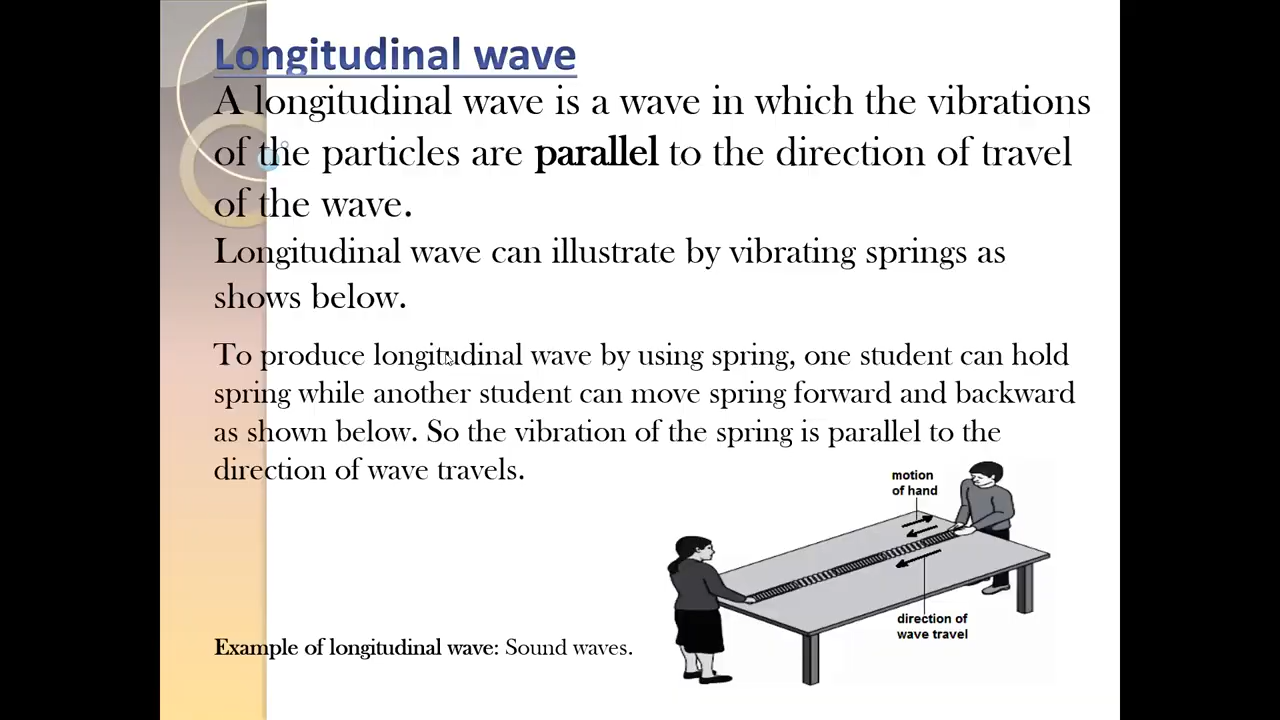 Longitudinal wave
A longitudinal wave is a wave in which the vibrations
of the particles are parallel to the direction of travel
of the wave.
Longitudinal wave can illustrate by vibrating springs as
shows below.
To produce longitudinal wave by using spring, one student can hold
spring while another student can move spring forward and backward
as shown below. So the vibration of the spring is parallel to the
direction of wave travels.
motion
of hand
direction of
wave travel
Example of longitudinal wave: Sound waves.